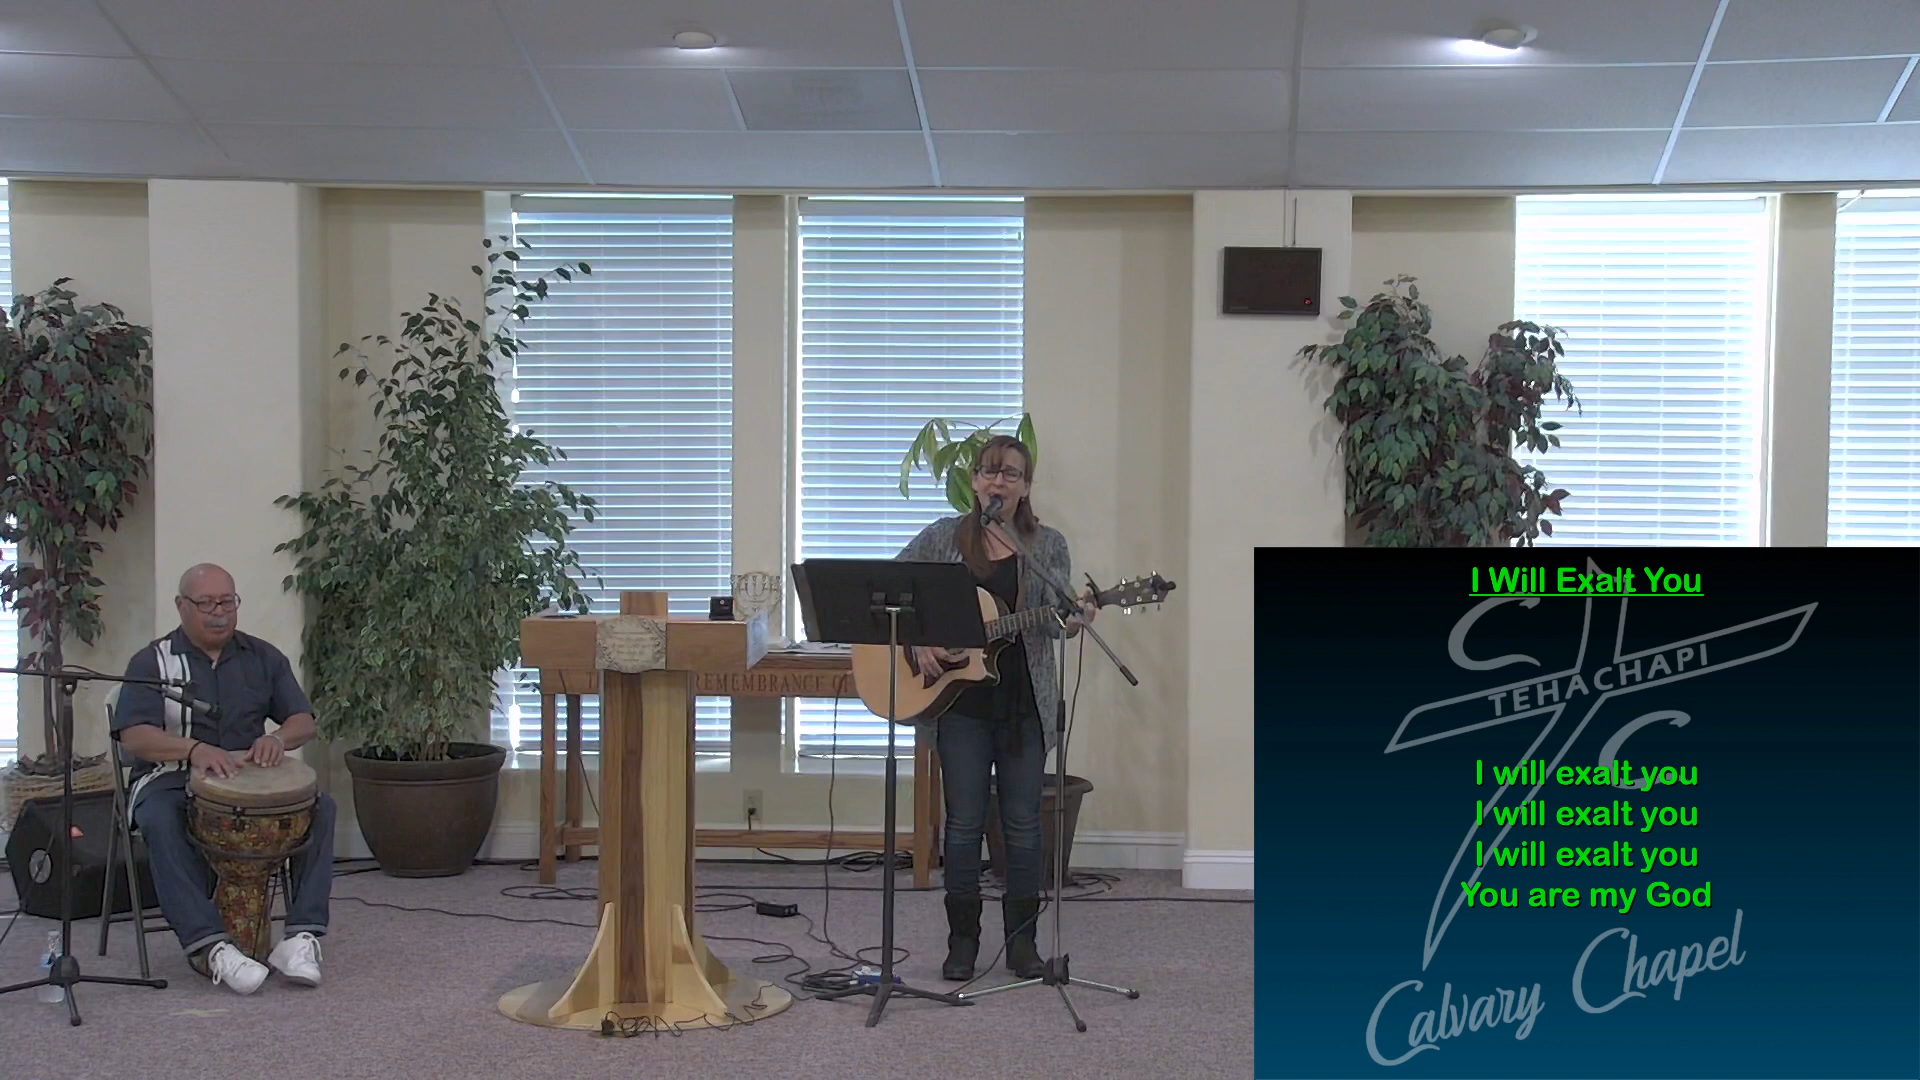 I Will Exalt You
C
TEHACHAPI
C
I will exalt you
I will exalt you
I will exalt you
You are my God
Calvary Chapel
REMEMBRANCE OF